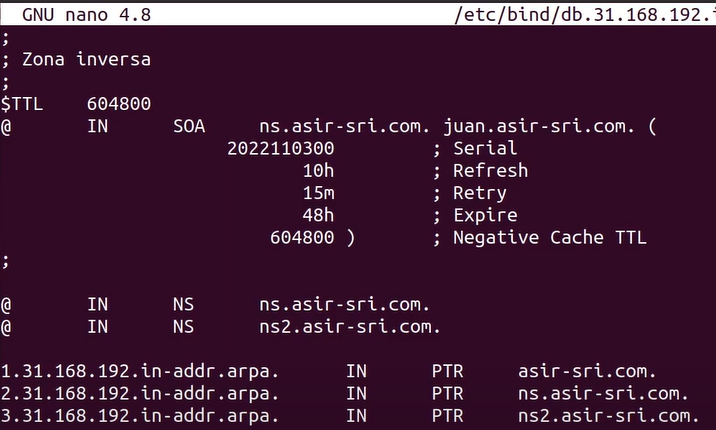 GNU nano 4.8 /etc/bind/db.31.168.192.i
;
; Zona inversa
;
$TTL 604800
@ IN SOA ns.asir-sri.com. juan.asir-sri.com. (
2022110300 ; Serial
10h ; Refresh
15m ; Retry
48h ; Expire
604800 ) ; Negative Cache TTL
;
@ IN NS ns.asir-sri.com.
@ IN NS ns2.asir-sri.com.
1.31.168.192.in-addr.arpa. IN PTR asir-sri.com.
2.31.168.192.in-addr.arpa. IN PTR ns.asir-sri.com.
3.31.168.192.in-addr.arpa. IN PTR ns2.asir-sri.com.